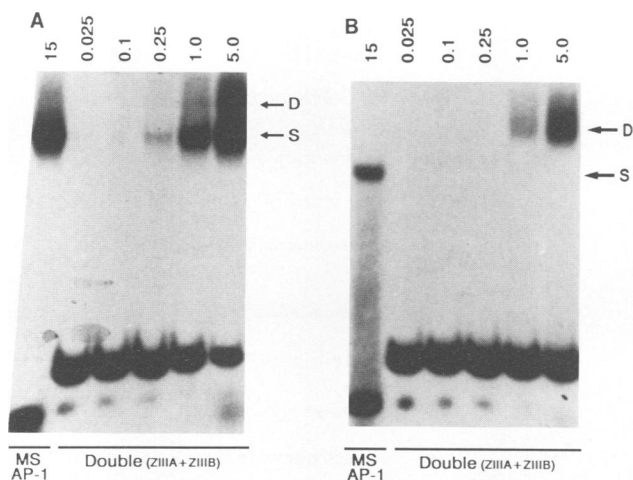 A
15
0.025
0.1
0.25
1.0
5.0
D
S
MS
AP-1
Double (ZIIIA + ZIIIB)
B
15
0.025
0.1
0.25
1.0
5.0
D
S
MS
AP-1
Double (ZIIIA + ZIIIB)